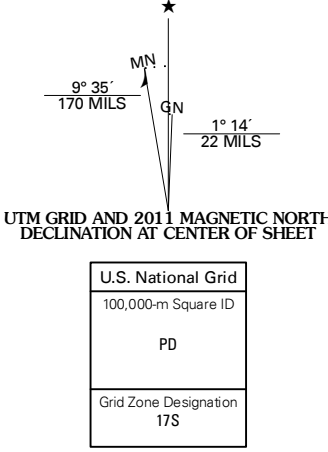 ★
MN
9° 35´
170 MILS
GN
1° 14´
22 MILS
UTM GRID AND 2011 MAGNETIC NORTH
DECLINATION AT CENTER OF SHEET
U.S. National Grid
100,000-m Square ID
PD
Grid Zone Designation
17S